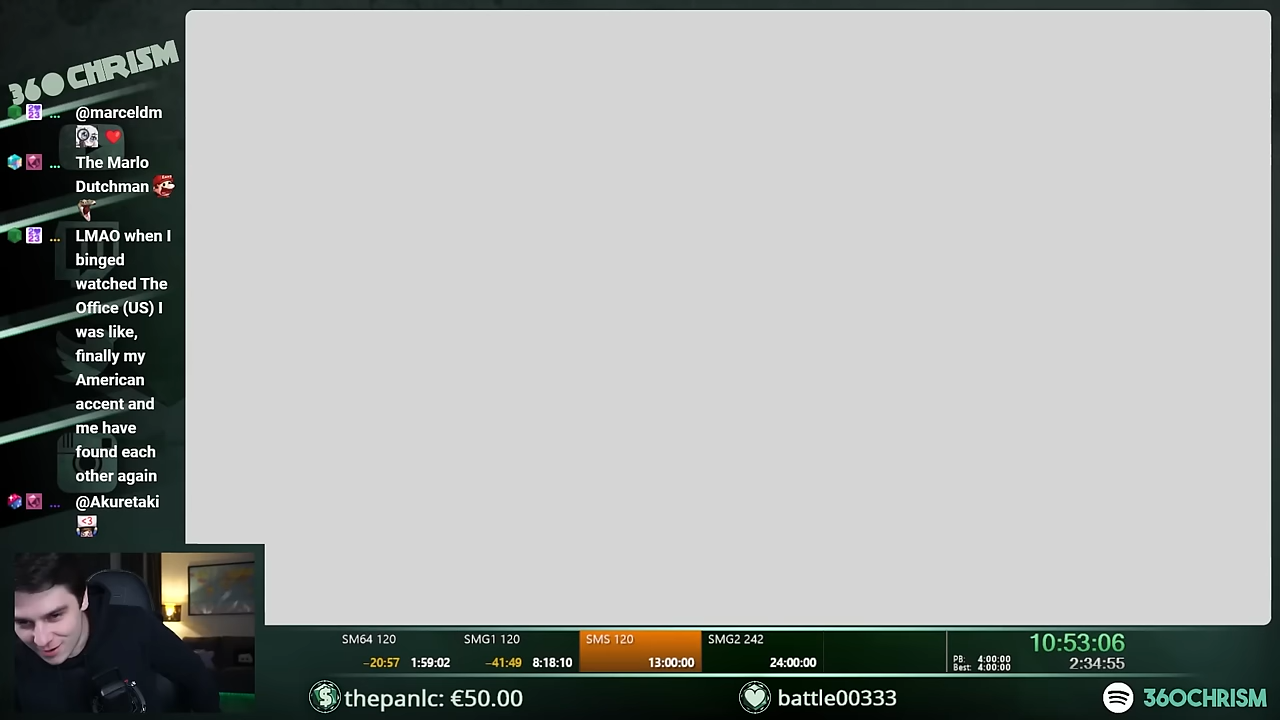 360 CHRISM
@marceldm
The Marlo
Dutchman
LMAO when I
binged
watched The
Office (US) I
was like,
finally my
American
accent and
me have
found each
other again
@Akuretaki
<3
SM64 120
−20:57 1:59:02
SMG1 120
−41:49 8:18:10
SMS 120
13:00:00
SMG2 242
24:00:00
PB: 4:00:00
Best: 4:00:00
10:53:06
2:34:55
thepanlc: €50.00
battle00333
360CHRISM